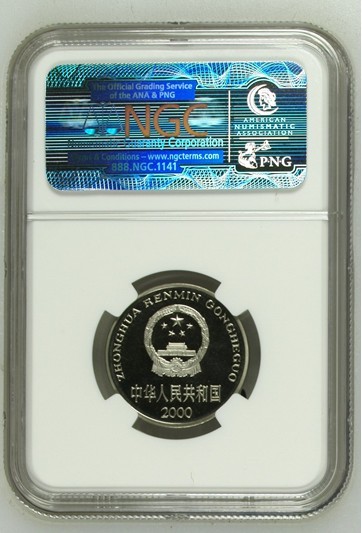 The Official Grading Service
of the ANA & PNG
NGC
Guaranty Corporation
& Conditions – www.ngcterms.com
888.NGC.1141
AMERICAN
NUMISMATIC
ASSOCIATION
PNG
ZHONGHUA RENMIN GONGHEGUO
中华人民共和国
2000